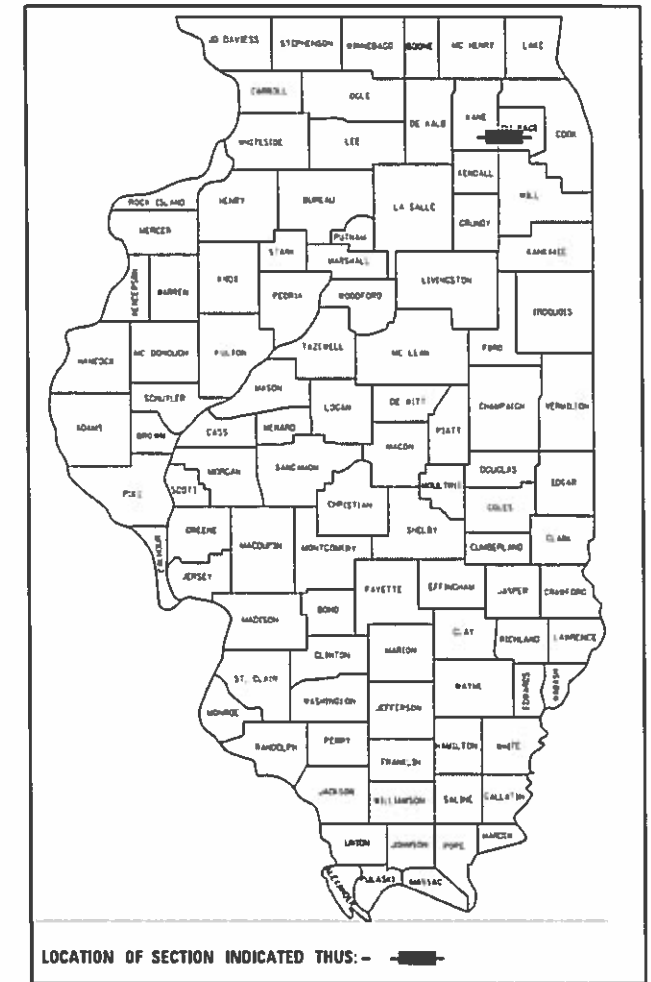 JO DAVIESS STEPHENSON WINNEBAGO BOONE MC HENRY LAKE
CARROLL OGLE
DE KALB KANE COOK
WHITESIDE LEE
KENDALL
WILL
ROCK ISLAND HENRY BUREAU LA SALLE
GRUNDY
MERCER PUTNAM
STARK MARSHALL KANKAKEE
HENDERSON WARREN KNOX PEORIA WOODFORD LIVINGSTON
IROQUOIS
HANCOCK MC DONOUGH FULTON TAZEWELL MC LEAN FORD
MASON
SCHUYLER LOGAN DE WITT CHAMPAIGN VERMILION
ADAMS BROWN CASS MENARD PIATT
MACON
MORGAN SANGAMON DOUGLAS
PIKE SCOTT MOULTRIE EDGAR
CHRISTIAN COLES
GREENE MACOUPIN MONTGOMERY SHELBY
CALHOUN CUMBERLAND CLARK
JERSEY
FAYETTE EFFINGHAM JASPER CRAWFORD
MADISON BOND
CLAY RICHLAND LAWRENCE
CLINTON MARION
ST. CLAIR WAYNE EDWARDS WABASH
WASHINGTON JEFFERSON
MONROE
RANDOLPH PERRY HAMILTON WHITE
FRANKLIN
JACKSON WILLIAMSON SALINE GALLATIN
UNION JOHNSON POPE HARDIN
ALEXANDER PULASKI MASSAC
LOCATION OF SECTION INDICATED THUS: -